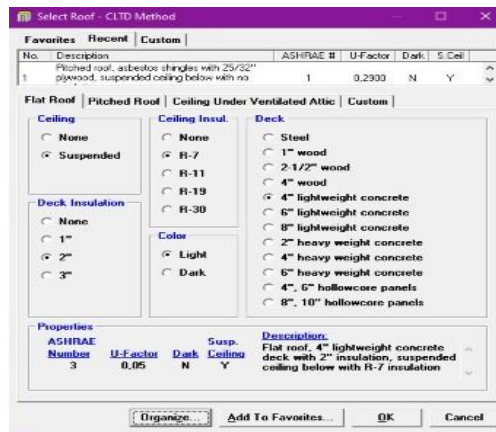 Select Roof - CLTD Method
Favorites Recent Custom
No. Description ASHRAE # U-Factor Dark S.Ceil
Pitched roof, asbestos shingles with 25/32"
1 plywood, suspended ceiling below with no 1 0.2900 N Y
Flat Roof Pitched Roof Ceiling Under Ventilated Attic Custom
Ceiling
None
Suspended
Deck Insulation
None
1"
2"
3"
Ceiling Insul.
None
R-7
R-11
R-19
R-30
Color
Light
Dark
Deck
Steel
1" wood
2-1/2" wood
4" wood
4" lightweight concrete
6" lightweight concrete
8" lightweight concrete
2" heavy weight concrete
4" heavy weight concrete
6" heavy weight concrete
4", 6" hollowcore panels
8", 10" hollowcore panels
Properties
ASHRAE Susp.
Number U-Factor Dark Ceiling
3 0.05 N Y
Description:
Flat roof, 4" lightweight concrete
deck with 2" insulation, suspended
ceiling below with R-7 insulation
Organize... Add To Favorites... OK Cancel